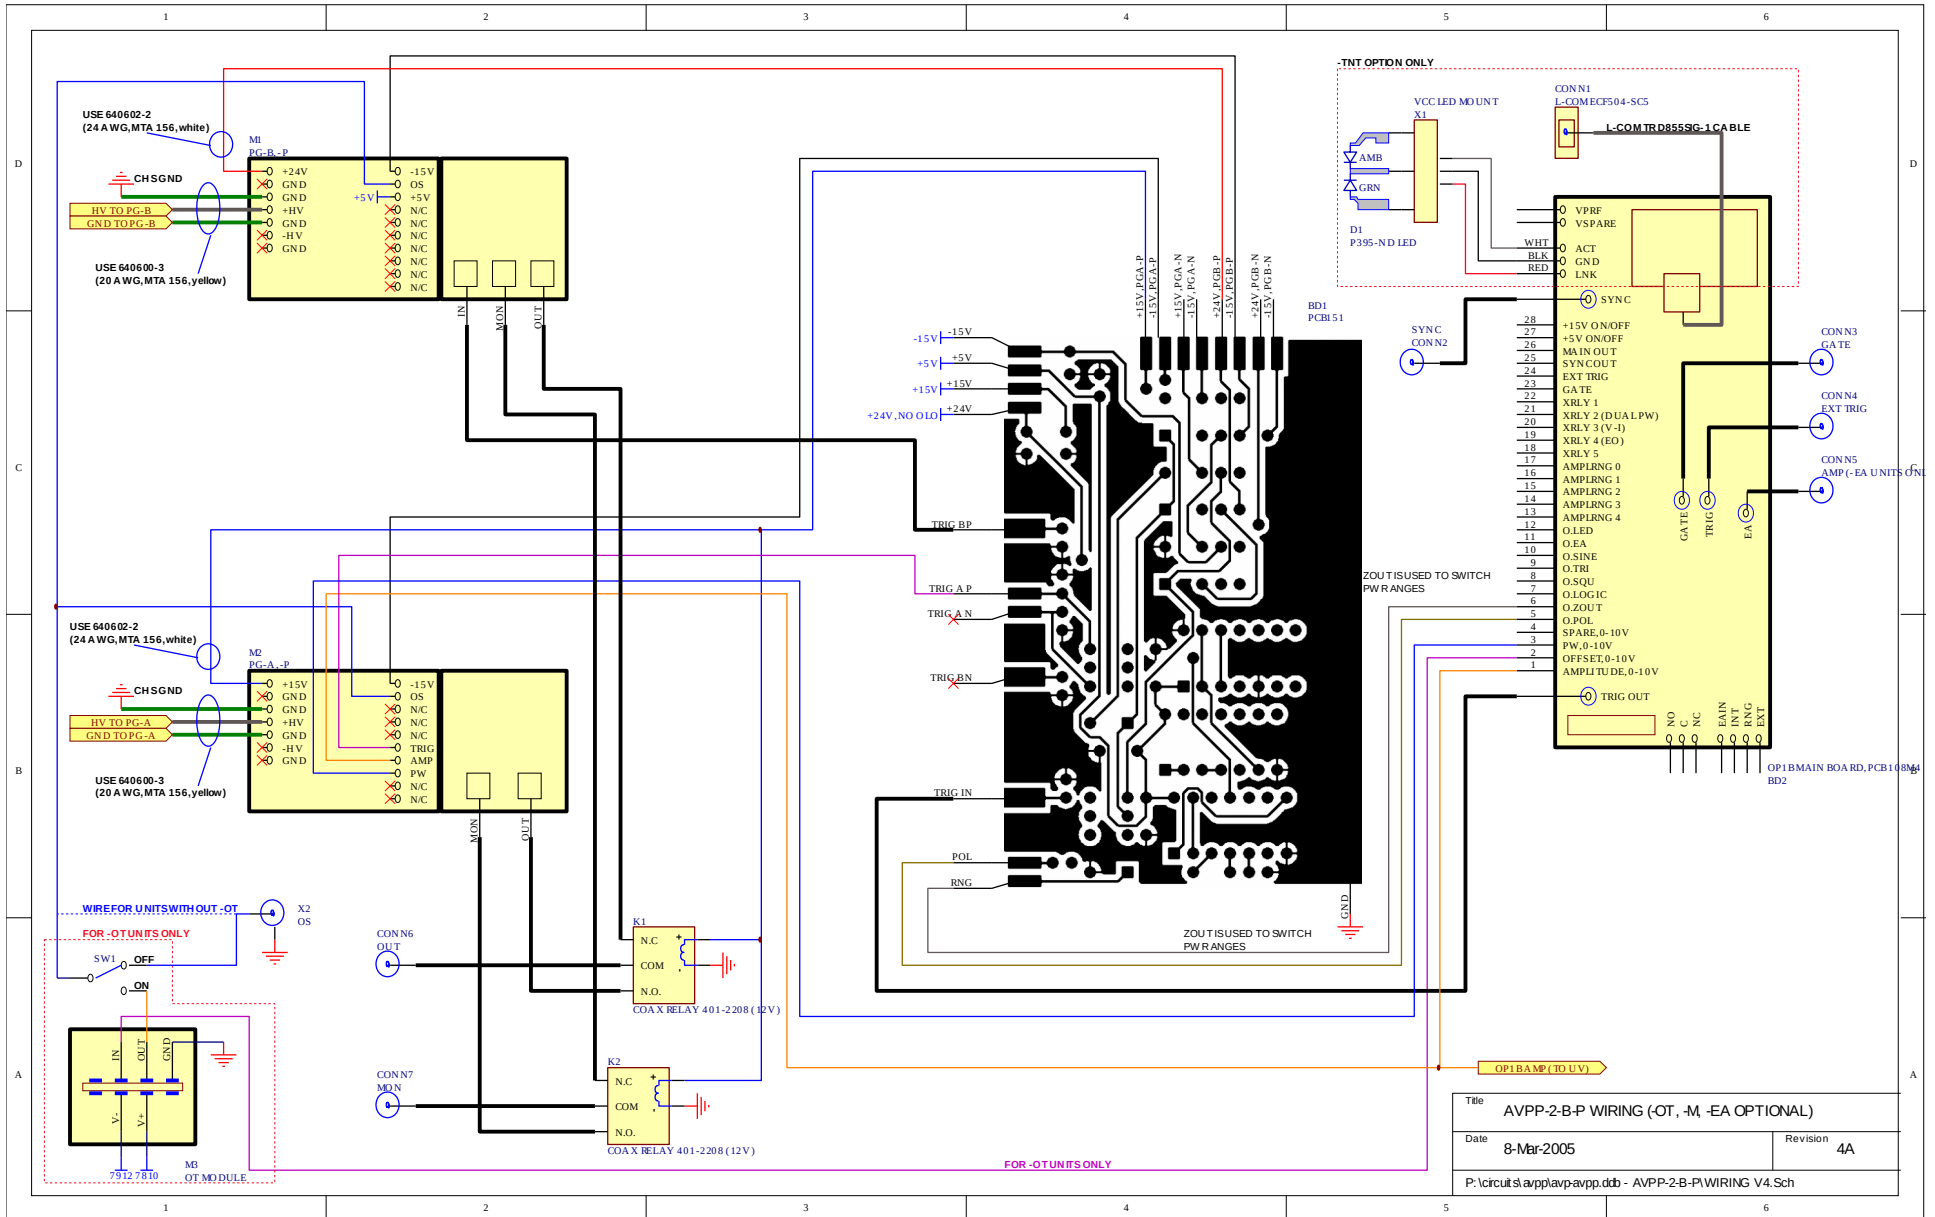 1 2 3 4 5 6
D
C
B
A
D
C
B
A
USE 640602-2
(24 AWG, MTA 156, white)
M1
PG-B, -P
CHSGND
HV TO PG-B
GND TO PG-B
USE 640600-3
(20 AWG, MTA 156, yellow)
+24V
GND
GND
+HV
GND
-HV
GND
-15V
OS
+5V
+5V
N/C
N/C
N/C
N/C
N/C
N/C
N/C
IN
MON
OUT
USE 640602-2
(24 AWG, MTA 156, white)
M2
PG-A, -P
CHSGND
HV TO PG-A
GND TO PG-A
USE 640600-3
(20 AWG, MTA 156, yellow)
+15V
GND
GND
+HV
GND
-HV
GND
-15V
OS
N/C
N/C
N/C
TRIG
AMP
PW
N/C
N/C
MON
OUT
WIRE FOR UNITS WITHOUT -OT
X2
OS
FOR -OT UNITS ONLY
SW1
OFF
ON
IN
OUT
GND
V-
V+
7912 7810
M3
OT MODULE
CONN6
OUT
CONN7
MON
K1
N.C
COM
N.O.
+
-
COAX RELAY 401-2208 (12V)
K2
N.C
COM
N.O.
+
-
COAX RELAY 401-2208 (12V)
FOR -OT UNITS ONLY
-15V
-15V
+5V
+5V
+15V
+15V
+24V, NO OLO
+24V
TRIG BP
TRIG A P
TRIG A N
TRIG BN
TRIG IN
POL
RNG
+15V, PGA-P
-15V, PGA-P
+15V, PGA-N
-15V, PGA-N
+24V, PGB-P
-15V, PGB-P
+24V, PGB-N
-15V, PGB-N
BD1
PCB151
GND
ZOUT IS USED TO SWITCH
PW RANGES
ZOUT IS USED TO SWITCH
PW RANGES
-TNT OPTION ONLY
VCC LED MOUNT
X1
AMB
GRN
D1
P395-ND LED
CONN1
L-COM ECF504-SC5
L-COM TRD855SIG-1 CABLE
WHT
BLK
RED
VPRF
VSPARE
ACT
GND
LNK
SYNC
SYNC
CONN2
28 +15V ON/OFF
27 +5V ON/OFF
26 MAIN OUT
25 SYNC OUT
24 EXT TRIG
23 GATE
22 XRLY 1
21 XRLY 2 (DUAL PW)
20 XRLY 3 (V-I)
19 XRLY 4 (EO)
18 XRLY 5
17 AMPLRNG 0
16 AMPLRNG 1
15 AMPLRNG 2
14 AMPLRNG 3
13 AMPLRNG 4
12 O.LED
11 O.EA
10 O.SINE
9 O.TRI
8 O.SQU
7 O.LOGIC
6 O.ZOUT
5 O.POL
4 SPARE, 0-10V
3 PW, 0-10V
2 OFFSET, 0-10V
1 AMPLITUDE, 0-10V
TRIG OUT
GATE
TRIG
EA
NO
C
NC
EAIN
INT
RNG
EXT
CONN3
GATE
CONN4
EXT TRIG
CONN5
AMP (-EA UNITS ONL
OP1B MAIN BOARD, PCB108M4
BD2
OP1B AMP (TO UV)
Title
AVPP-2-B-P WIRING (-OT, -M, -EA OPTIONAL)
Date
8-Mar-2005
Revision
4A
P:\circuits\avpp\avp-avpp.ddb - AVPP-2-B-P\WIRING V4.Sch
1 2 3 4 5 6